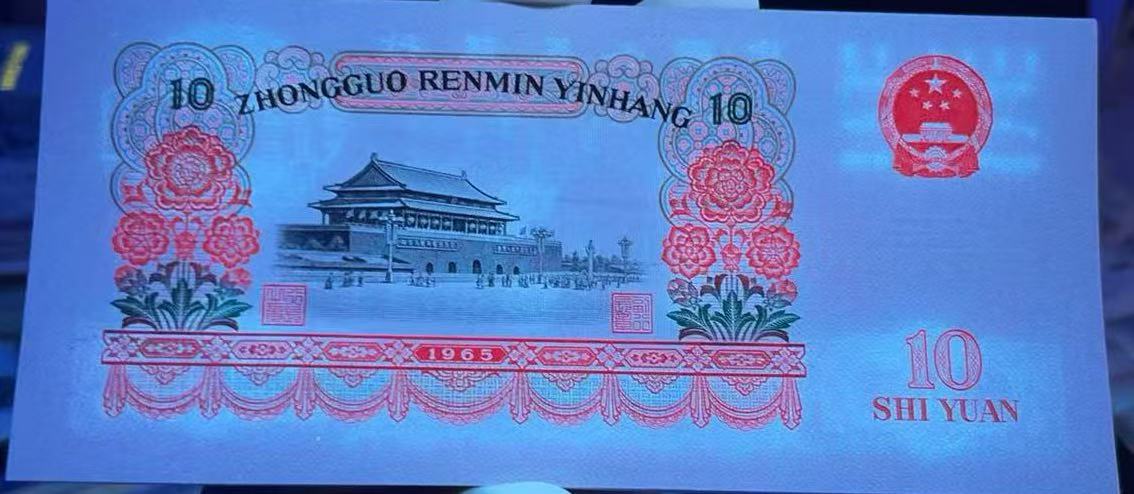 10 ZHONGGUO RENMIN YINHANG 10
1965
10
SHI YUAN